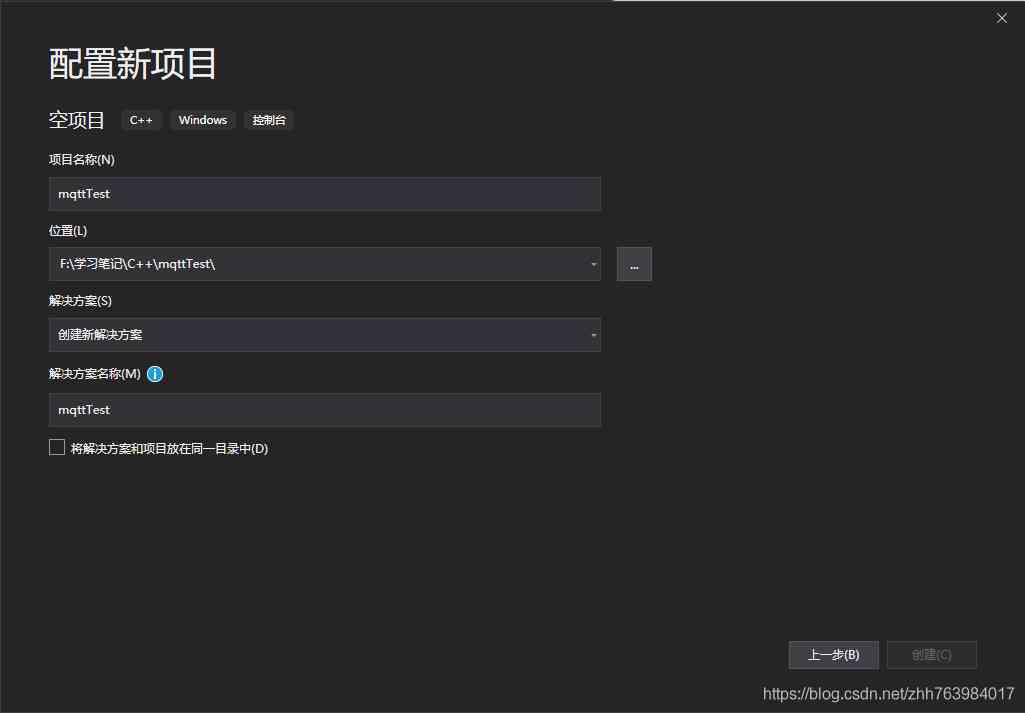 配置新项目
空项目 C++ Windows 控制台
项目名称(N)
mqttTest
位置(L)
F:\学习笔记\C++\mqttTest\
...
解决方案(S)
创建新解决方案
解决方案名称(M)
mqttTest
将解决方案和项目放在同一目录中(D)
上一步(B) 创建(C)
https://blog.csdn.net/zhh763984017